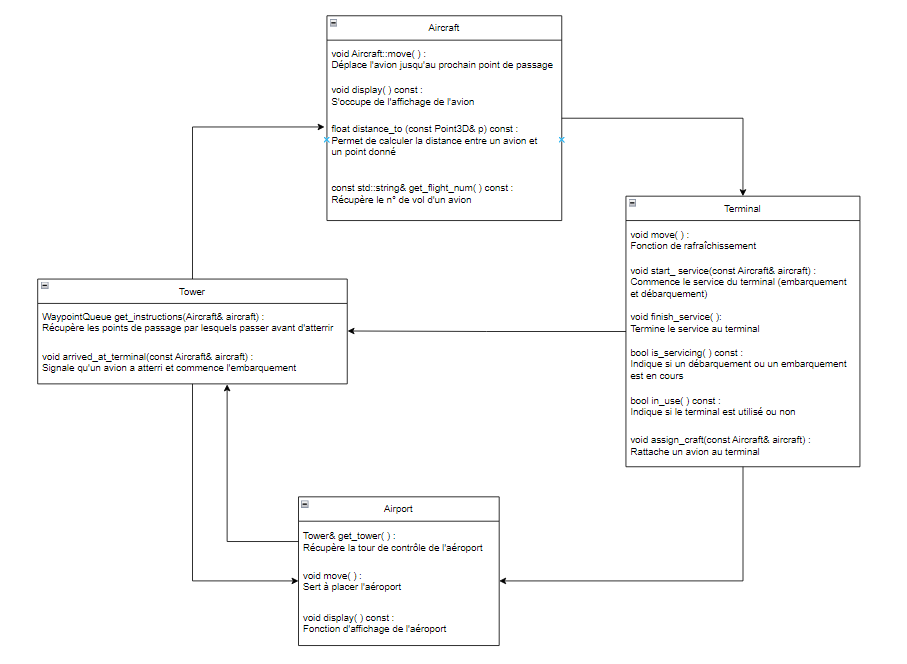 Aircraft
void Aircraft::move( ) :
Déplace l'avion jusqu'au prochain point de passage
void display( ) const :
S'occupe de l'affichage de l'avion
float distance_to (const Point3D& p) const :
Permet de calculer la distance entre un avion et
un point donné
const std::string& get_flight_num( ) const :
Récupère le n° de vol d'un avion
Terminal
void move( ) :
Fonction de rafraîchissement
void start_ service(const Aircraft& aircraft) :
Commence le service du terminal (embarquement
et débarquement)
void finish_service( ):
Termine le service au terminal
bool is_servicing( ) const :
Indique si un débarquement ou un embarquement
est en cours
bool in_use( ) const :
Indique si le terminal est utilisé ou non
void assign_craft(const Aircraft& aircraft) :
Rattache un avion au terminal
Tower
WaypointQueue get_instructions(Aircraft& aircraft) :
Récupère les points de passage par lesquels passer avant d'atterrir
void arrived_at_terminal(const Aircraft& aircraft) :
Signale qu'un avion a atterri et commence l'embarquement
Airport
Tower& get_tower( ) :
Récupère la tour de contrôle de l'aéroport
void move( ) :
Sert à placer l'aéroport
void display( ) const :
Fonction d'affichage de l'aéroport